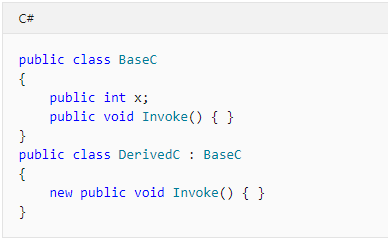 C#
public class BaseC
{
    public int x;
    public void Invoke() { }
}
public class DerivedC : BaseC
{
    new public void Invoke() { }
}